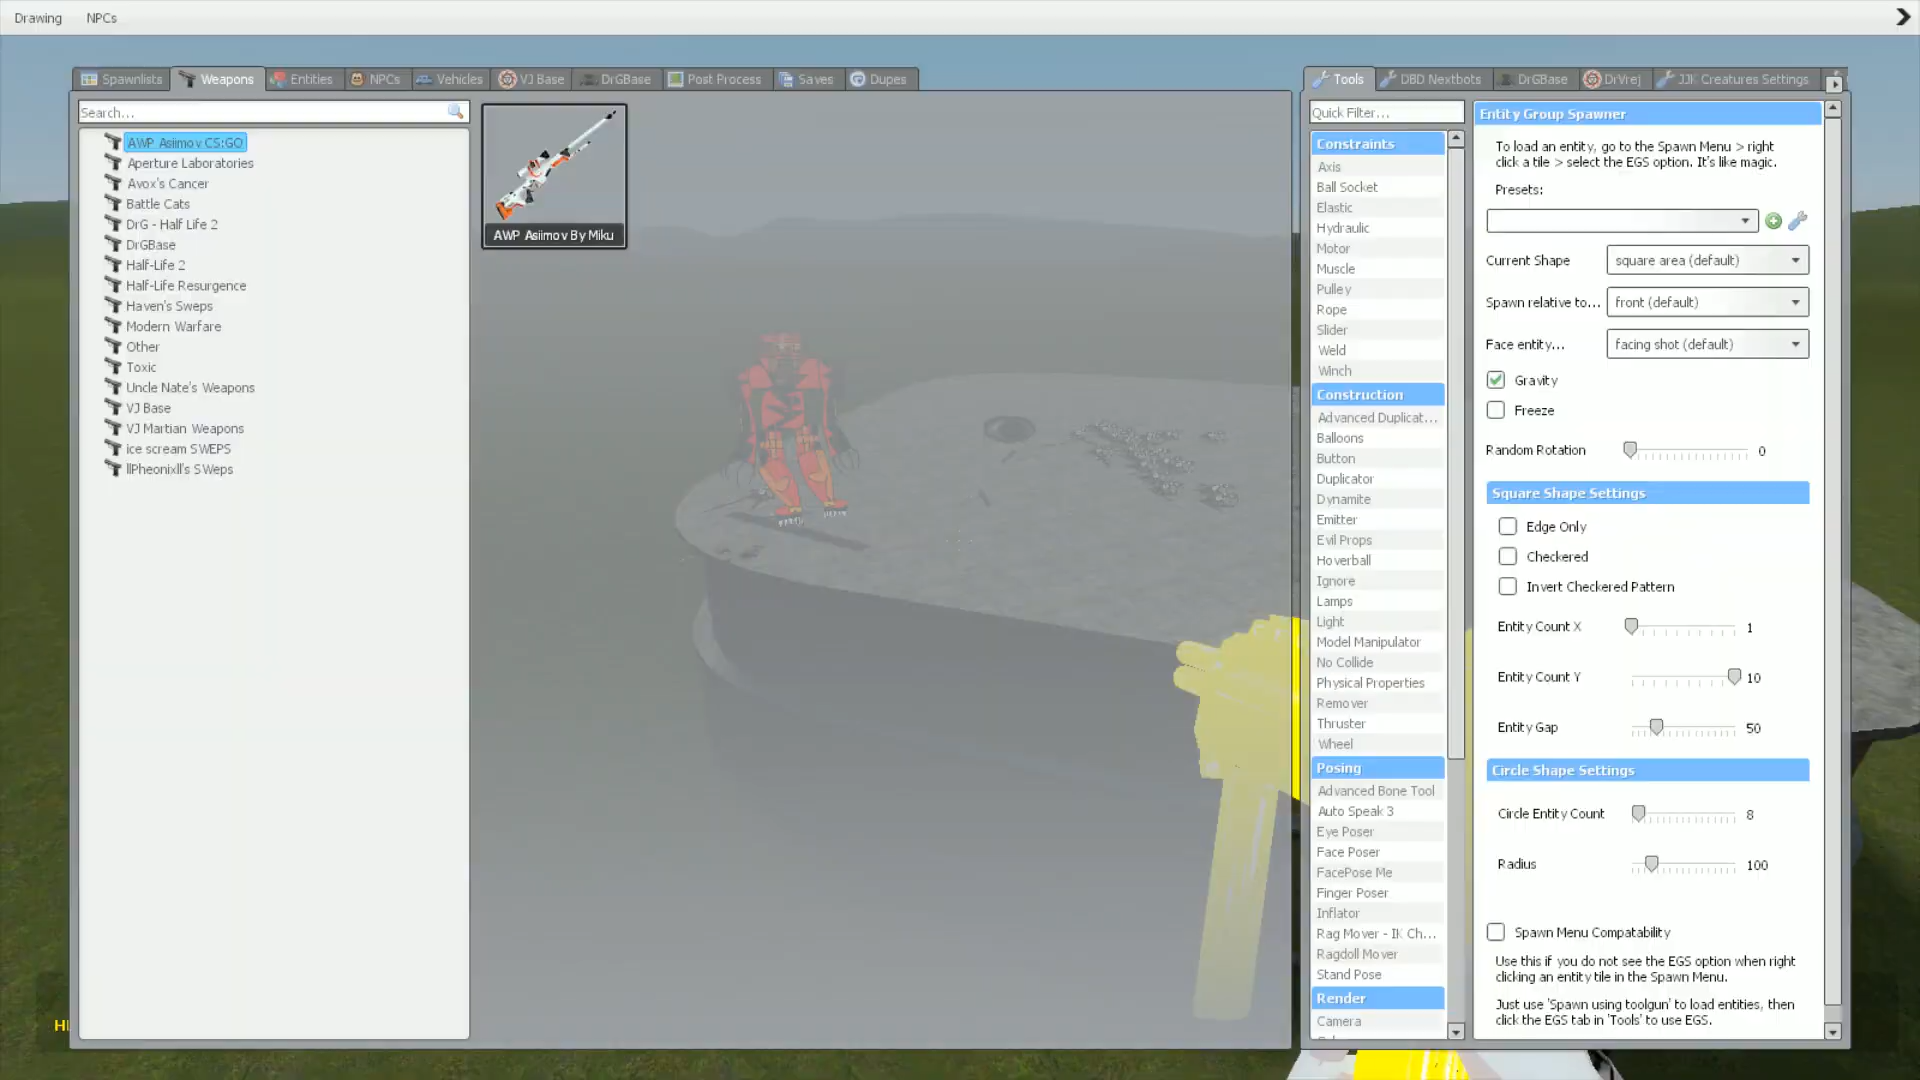 Drawing NPCs
Spawnlists Weapons Entities NPCs Vehicles VJ Base DrGBase Post Process Saves Dupes
Search...
AWP Asiimov CS:GO
Aperture Laboratories
Avox's Cancer
Battle Cats
DrG - Half Life 2
DrGBase
Half-Life 2
Half-Life Resurgence
Haven's Sweps
Modern Warfare
Other
Toxic
Uncle Nate's Weapons
VJ Base
VJ Martian Weapons
ice scream SWEPS
llPheonixll's SWeps
AWP Asiimov By Miku
Tools DBD Nextbots DrGBase DrVrej JJK Creatures Settings
Quick Filter...
Constraints
Axis
Ball Socket
Elastic
Hydraulic
Motor
Muscle
Pulley
Rope
Slider
Weld
Winch
Construction
Advanced Duplicat...
Balloons
Button
Duplicator
Dynamite
Emitter
Evil Props
Hoverball
Ignore
Lamps
Light
Model Manipulator
No Collide
Physical Properties
Remover
Thruster
Wheel
Posing
Advanced Bone Tool
Auto Speak 3
Eye Poser
Face Poser
FacePose Me
Finger Poser
Inflator
Rag Mover - IK Ch...
Ragdoll Mover
Stand Pose
Render
Camera
Entity Group Spawner
To load an entity, go to the Spawn Menu > right
click a tile > select the EGS option. It's like magic.
Presets:
Current Shape square area (default)
Spawn relative to... front (default)
Face entity... facing shot (default)
Gravity
Freeze
Random Rotation 0
Square Shape Settings
Edge Only
Checkered
Invert Checkered Pattern
Entity Count X 1
Entity Count Y 10
Entity Gap 50
Circle Shape Settings
Circle Entity Count 8
Radius 100
Spawn Menu Compatability
Use this if you do not see the EGS option when right
clicking an entity tile in the Spawn Menu.
Just use 'Spawn using toolgun' to load entities, then
click the EGS tab in 'Tools' to use EGS.